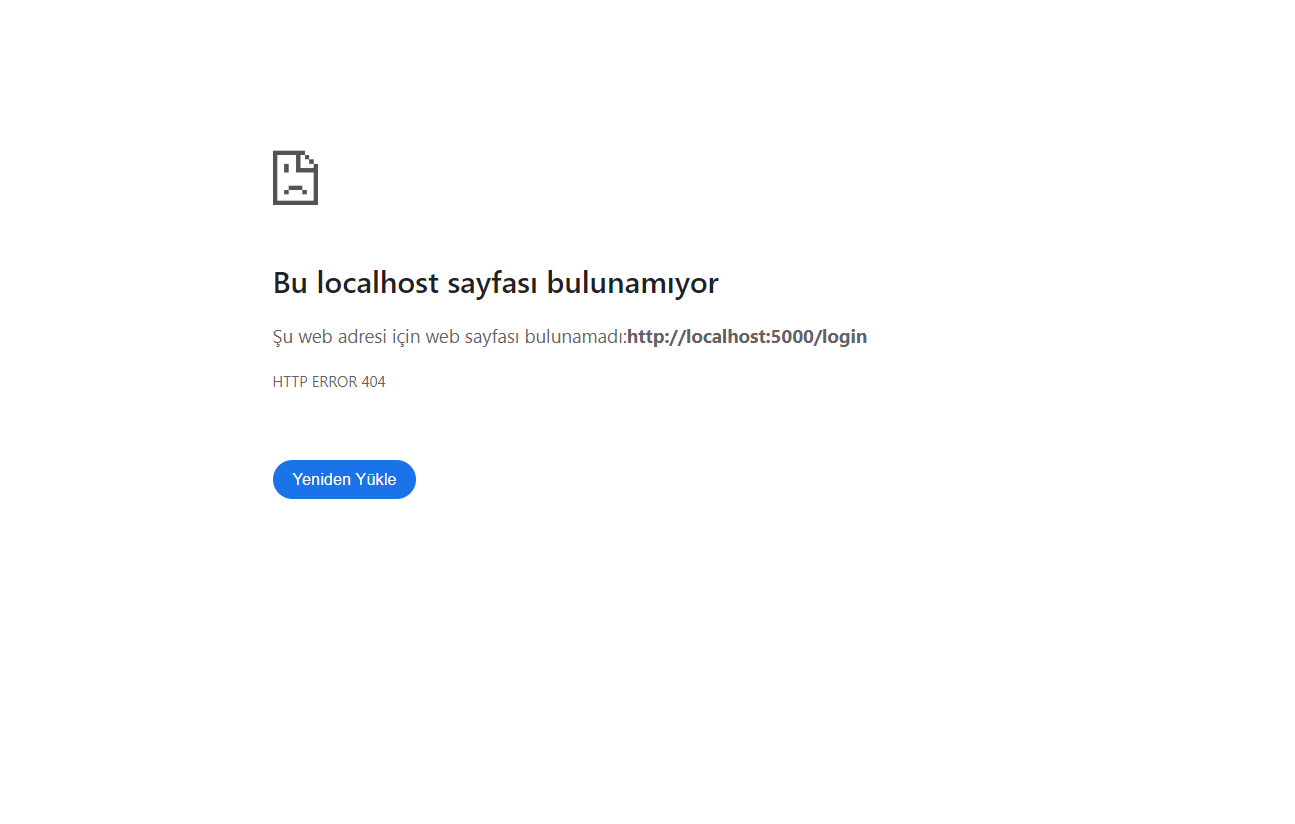 Bu localhost sayfası bulunamıyor
Şu web adresi için web sayfası bulunamadı:http://localhost:5000/login
HTTP ERROR 404
Yeniden Yükle